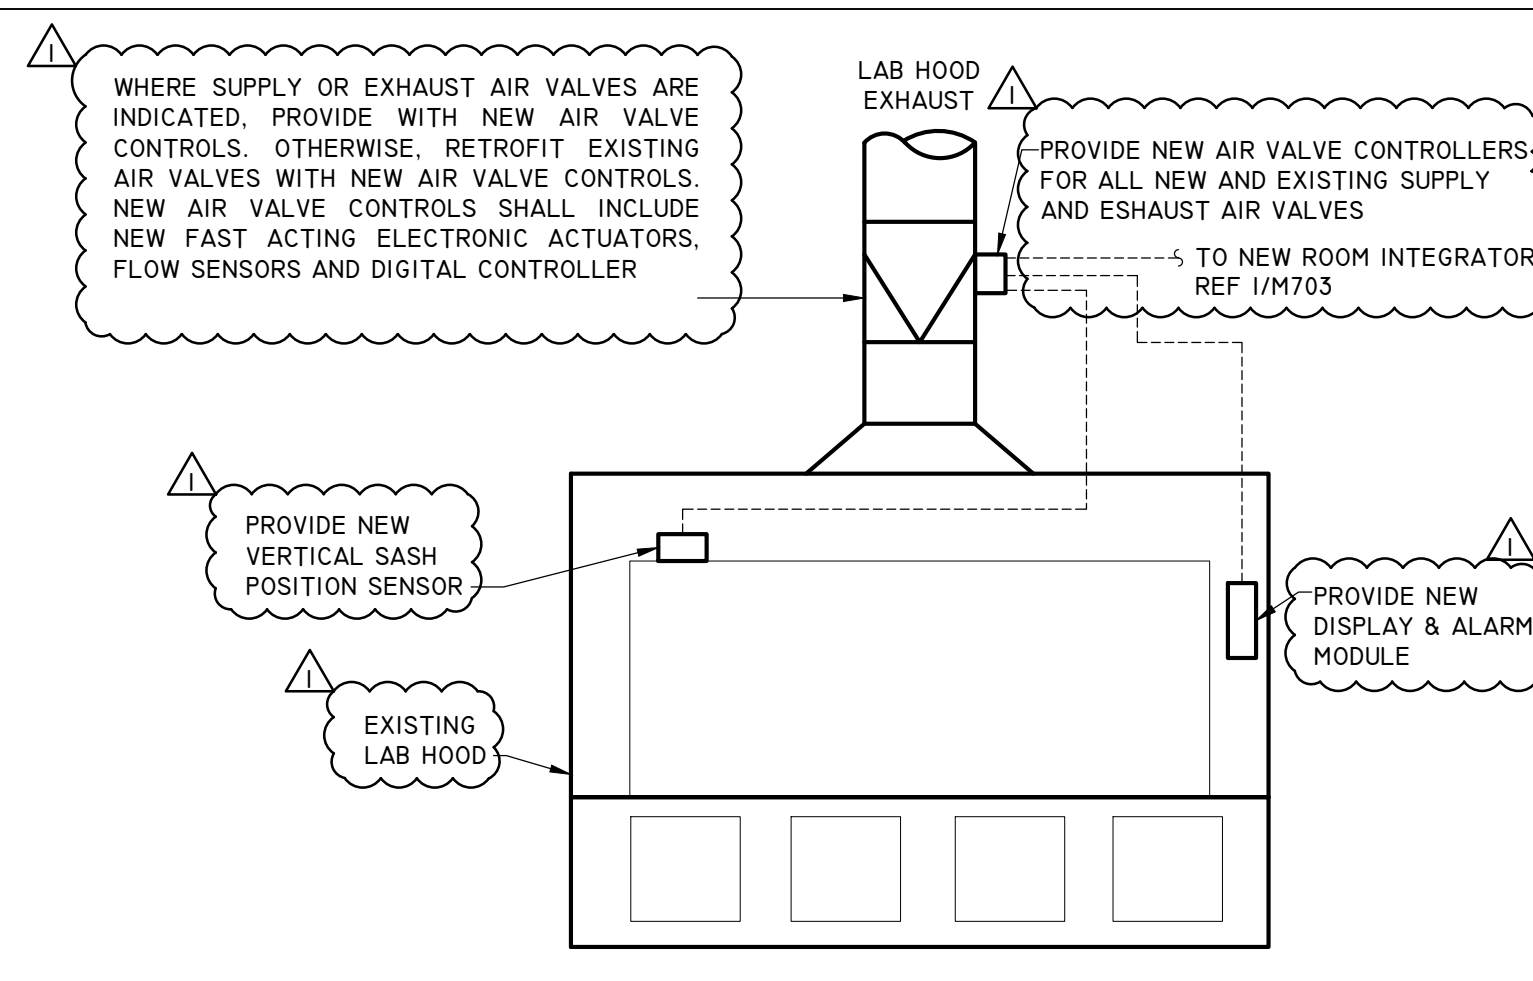 1
WHERE SUPPLY OR EXHAUST AIR VALVES ARE
INDICATED, PROVIDE WITH NEW AIR VALVE
CONTROLS. OTHERWISE, RETROFIT EXISTING
AIR VALVES WITH NEW AIR VALVE CONTROLS.
NEW AIR VALVE CONTROLS SHALL INCLUDE
NEW FAST ACTING ELECTRONIC ACTUATORS,
FLOW SENSORS AND DIGITAL CONTROLLER
LAB HOOD
EXHAUST
1
PROVIDE NEW AIR VALVE CONTROLLERS
FOR ALL NEW AND EXISTING SUPPLY
AND ESHAUST AIR VALVES
TO NEW ROOM INTEGRATOR
REF 1/M703
1
PROVIDE NEW
VERTICAL SASH
POSITION SENSOR
1
PROVIDE NEW
DISPLAY & ALARM
MODULE
1
EXISTING
LAB HOOD